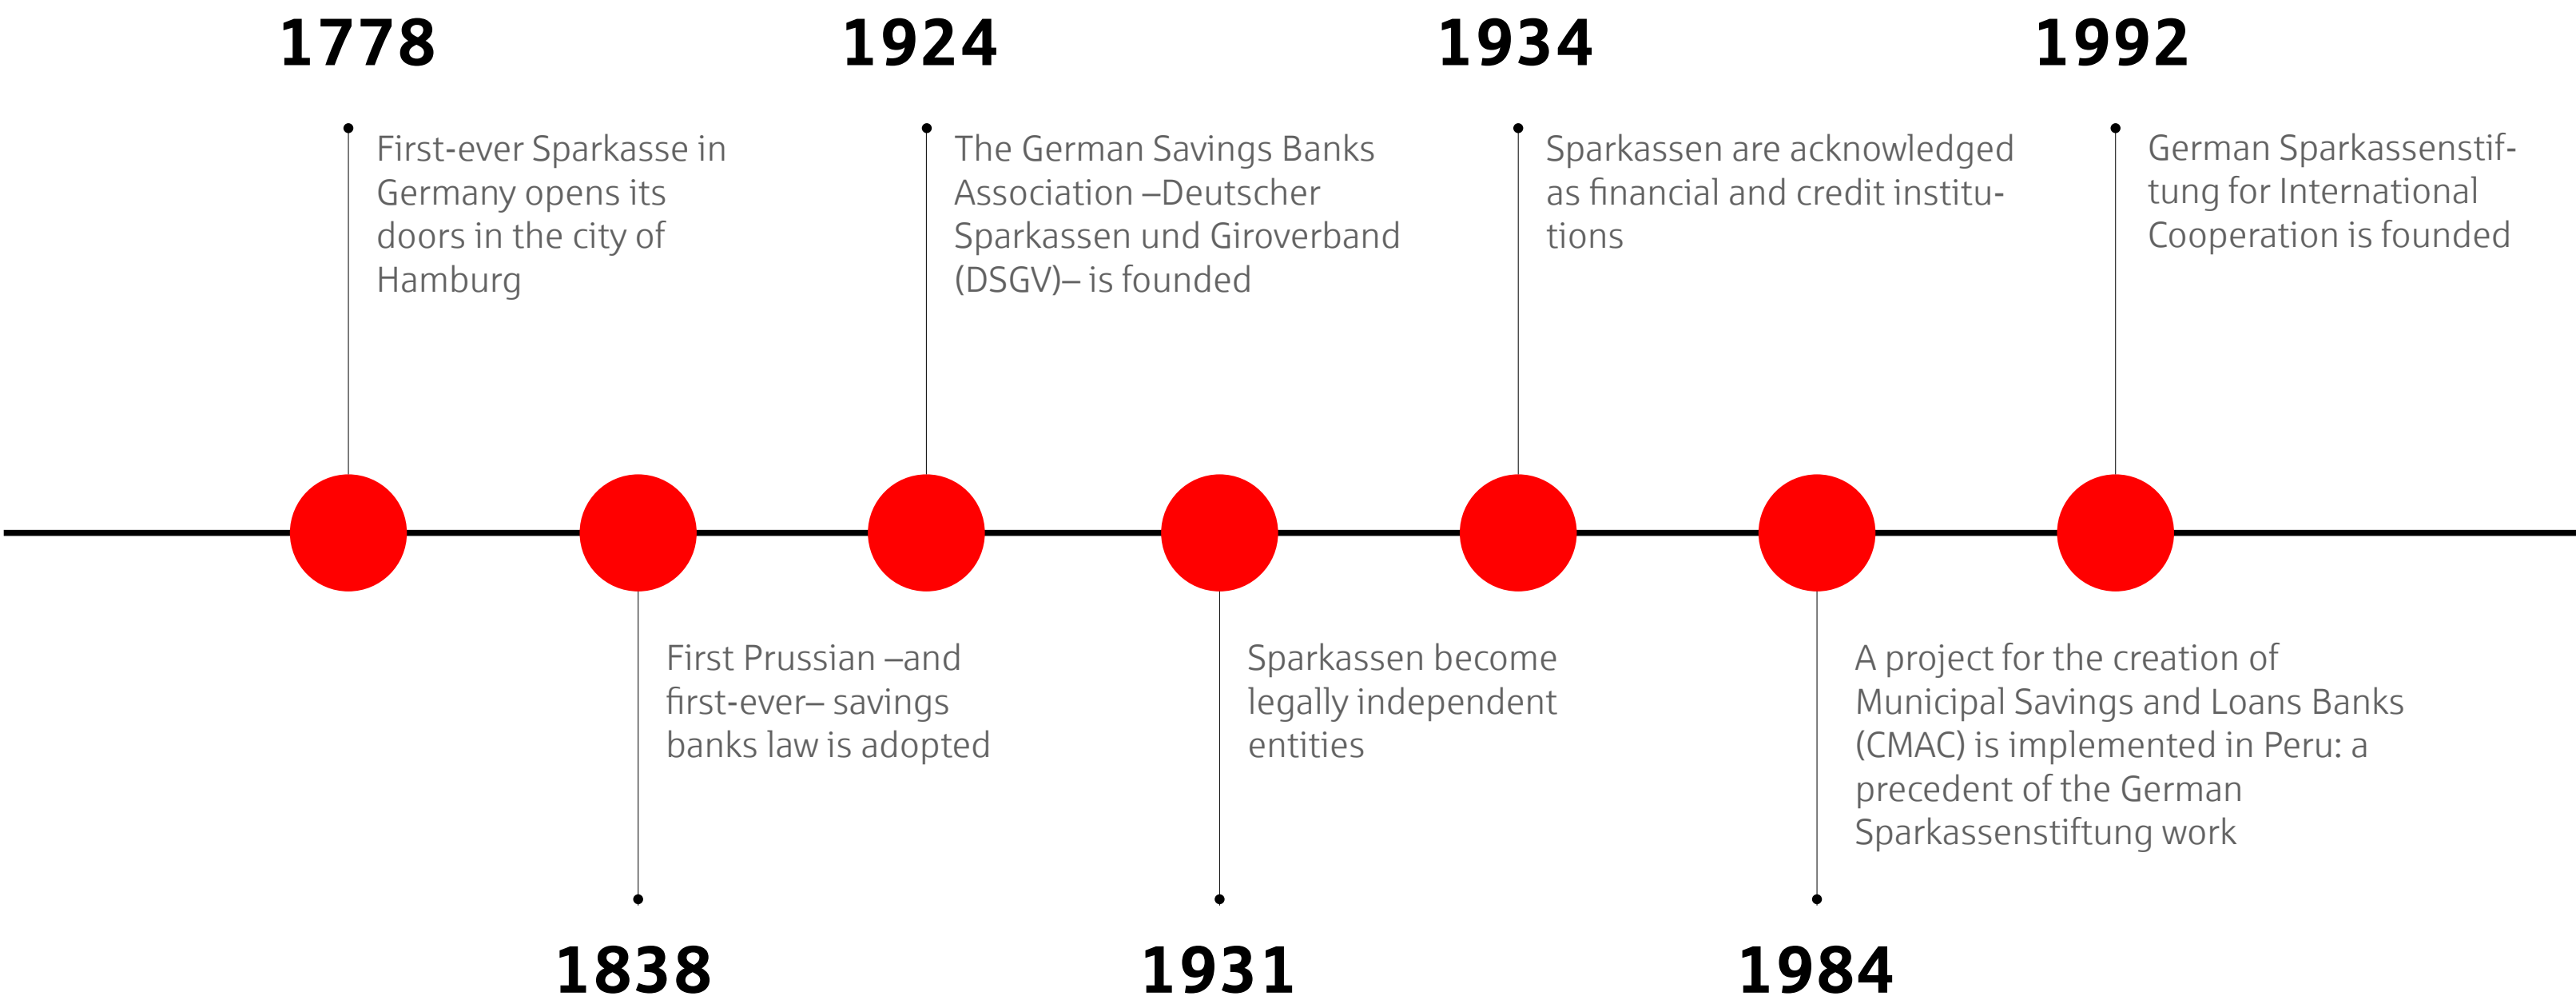 1778
First-ever Sparkasse in
Germany opens its
doors in the city of
Hamburg
1838
First Prussian –and
first-ever– savings
banks law is adopted
1924
The German Savings Banks
Association –Deutscher
Sparkassen und Giroverband
(DSGV)– is founded
1931
Sparkassen become
legally independent
entities
1934
Sparkassen are acknowledged
as financial and credit institu-
tions
1984
A project for the creation of
Municipal Savings and Loans Banks
(CMAC) is implemented in Peru: a
precedent of the German
Sparkassenstiftung work
1992
German Sparkassenstif-
tung for International
Cooperation is founded